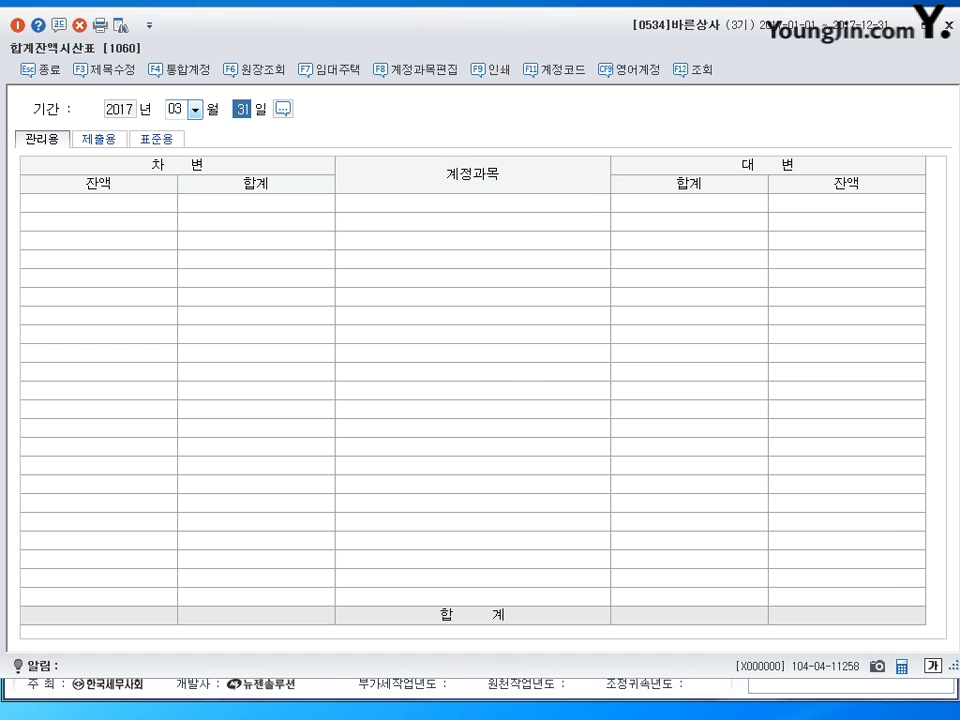 [0534]바른상사 (3기) 2017-01-01 ~ 2017-12-31
YoungJin.com Y.
합계잔액시산표 [1060]
Esc 종료 F3 제목수정 F4 통합계정 F6 원장조회 F7 임대주택 F8 계정과목편집 F9 인쇄 F11 계정코드 CF9 영어계정 F12 조회
기간 : 2017 년 03 월 31 일
관리용 제출용 표준용
차 변 계정과목 대 변
잔액 합계 합계 잔액
합 계
알림 : [X000000] 104-04-11258 가
주 최 : 한국세무사회 개발사 : 뉴젠솔루션 부가세작업년도 : 원천작업년도 : 조정귀속년도 :